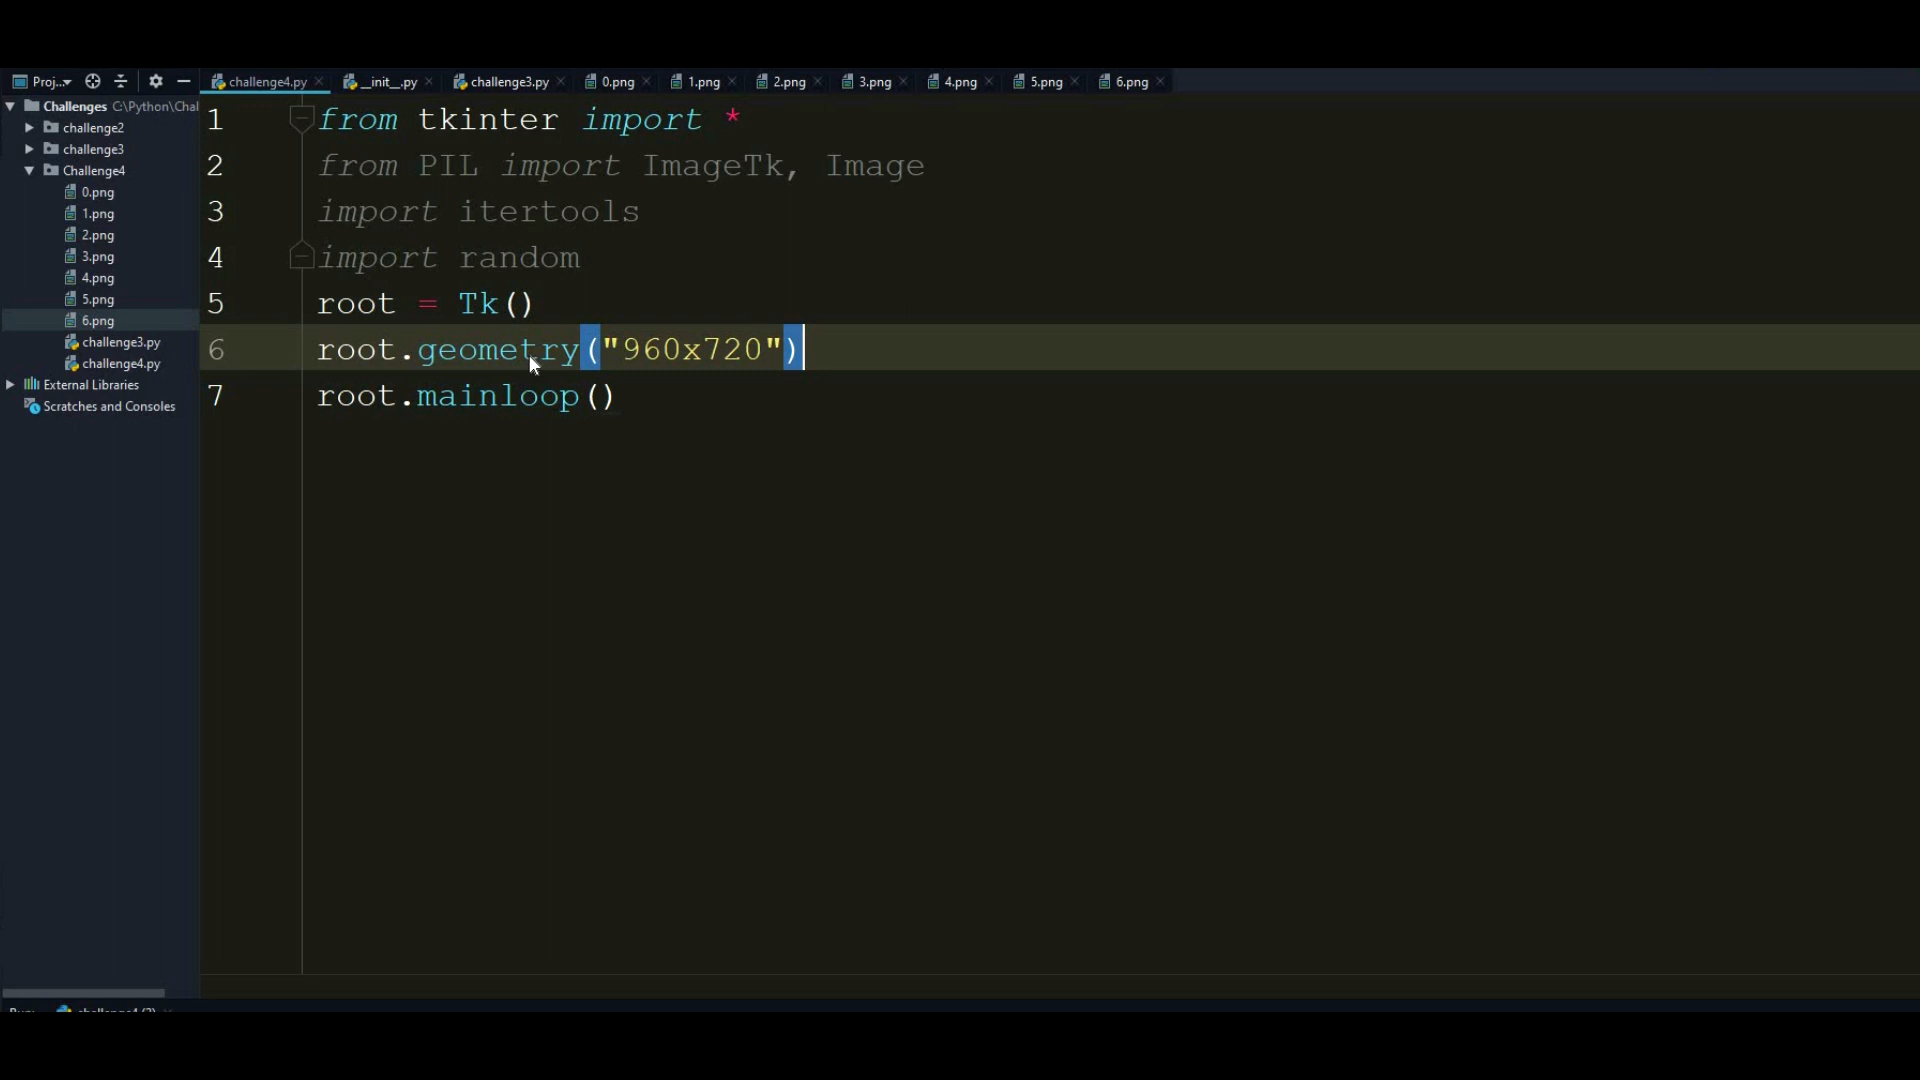 Proj... challenge4.py __init__.py challenge3.py 0.png 1.png 2.png 3.png 4.png 5.png 6.png
Challenges C:\Python\Chal
challenge2
challenge3
Challenge4
0.png
1.png
2.png
3.png
4.png
5.png
6.png
challenge3.py
challenge4.py
External Libraries
Scratches and Consoles
1 from tkinter import *
2 from PIL import ImageTk, Image
3 import itertools
4 import random
5 root = Tk()
6 root.geometry("960x720")
7 root.mainloop()